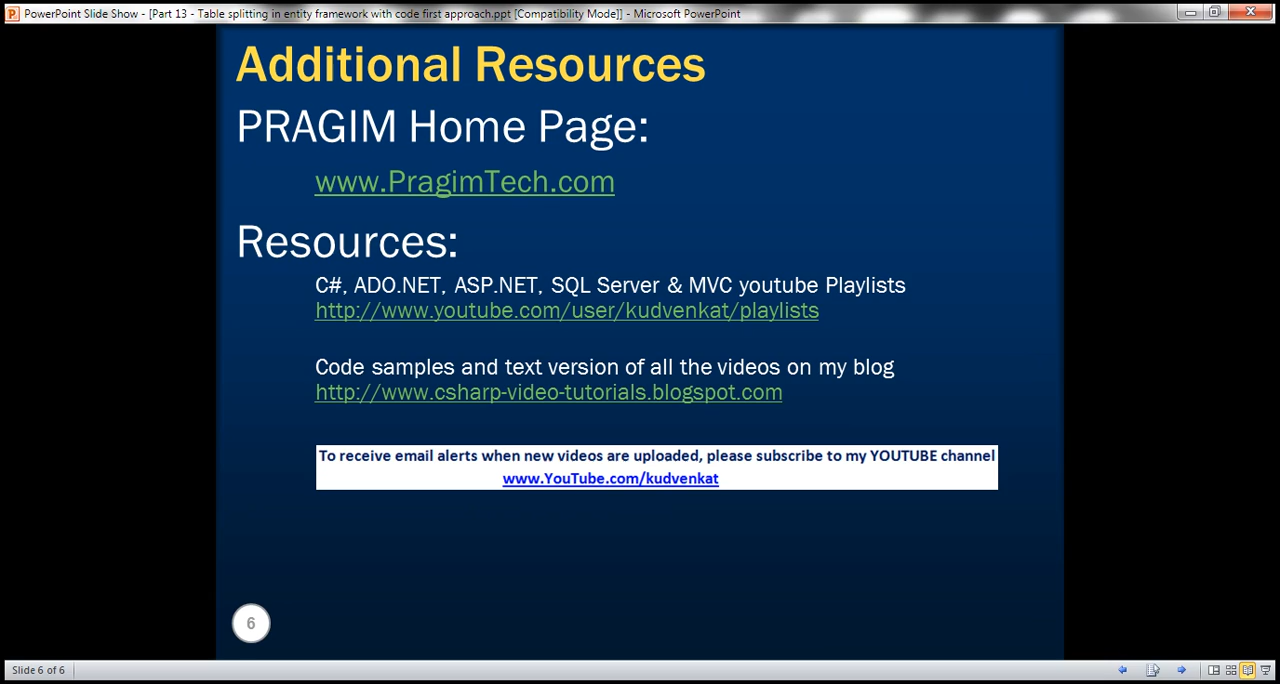 PowerPoint Slide Show - [Part 13 - Table splitting in entity framework with code first approach.ppt [Compatibility Mode]] - Microsoft PowerPoint
Additional Resources
PRAGIM Home Page:
www.PragimTech.com
Resources:
C#, ADO.NET, ASP.NET, SQL Server & MVC youtube Playlists
http://www.youtube.com/user/kudvenkat/playlists
Code samples and text version of all the videos on my blog
http://www.csharp-video-tutorials.blogspot.com
To receive email alerts when new videos are uploaded, please subscribe to my YOUTUBE channel
www.YouTube.com/kudvenkat
6
Slide 6 of 6